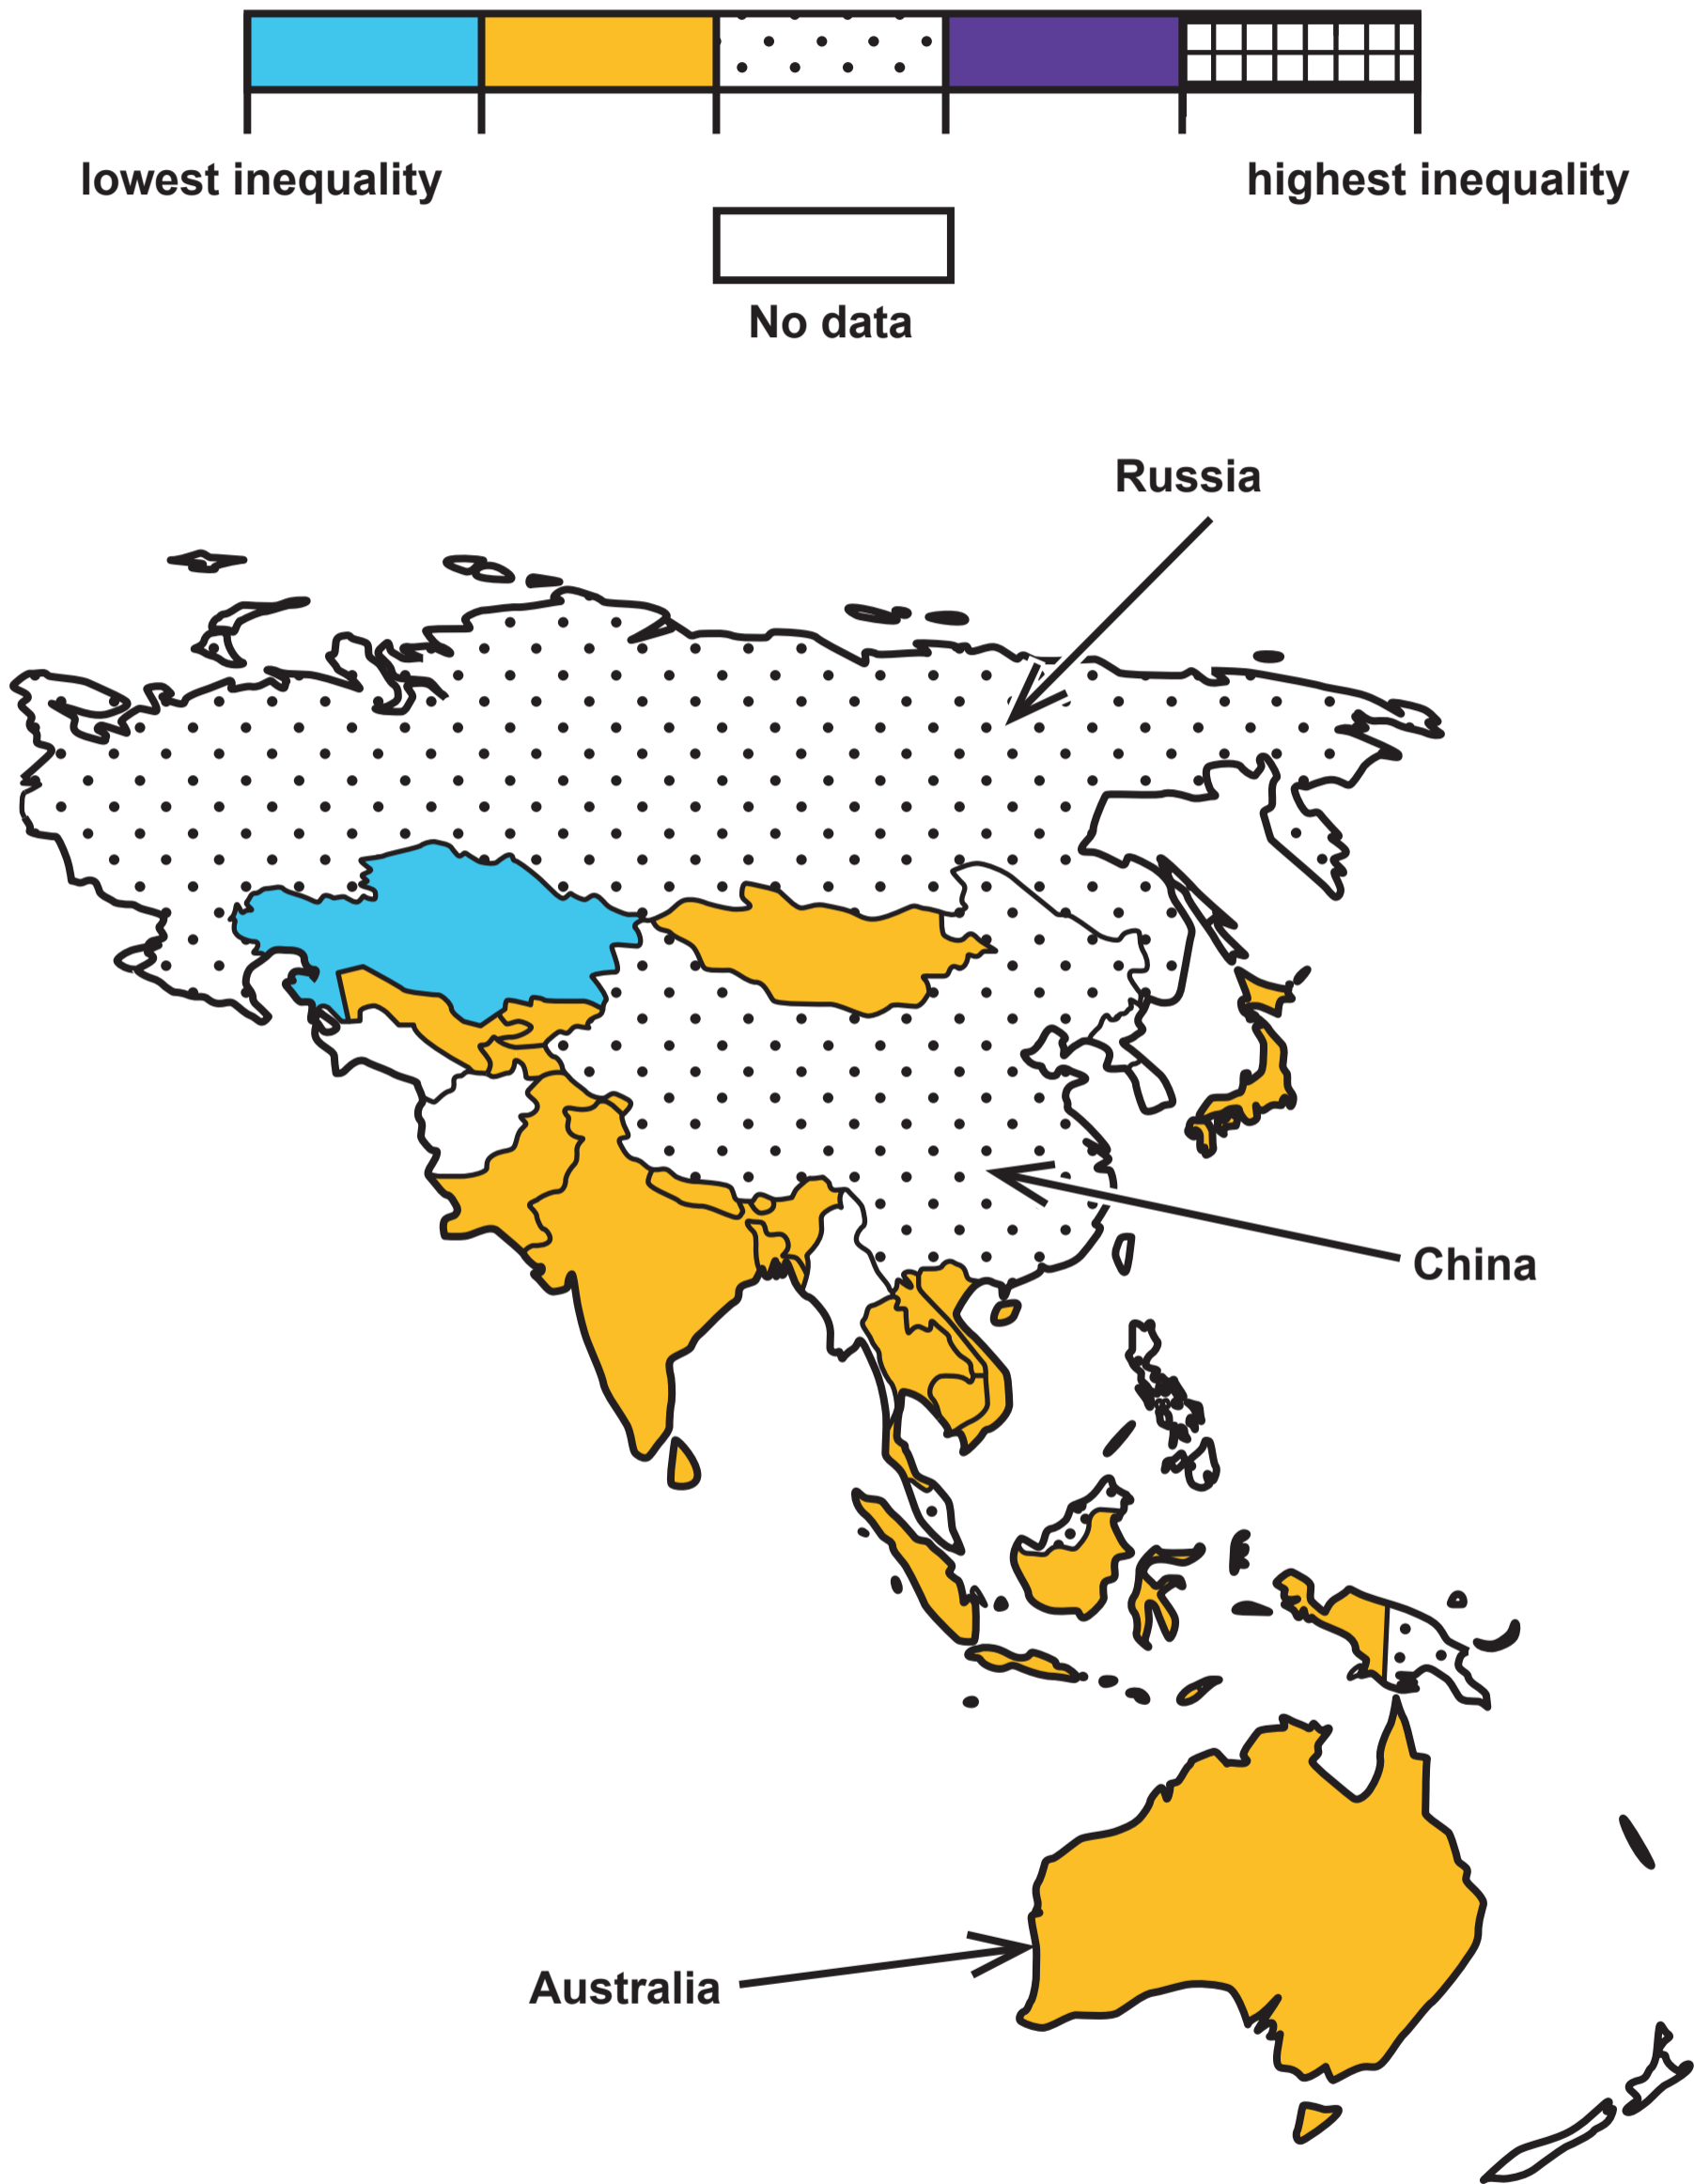 lowest inequality
highest inequality
No data
Russia
China
Australia